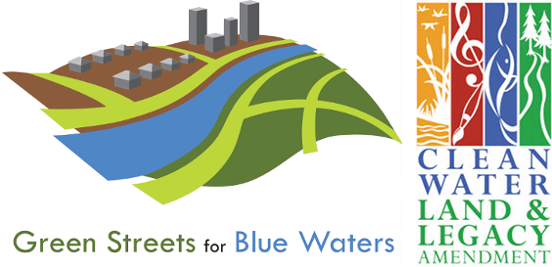 Green Streets for Blue Waters
CLEAN
WATER
LAND &
LEGACY
AMENDMENT